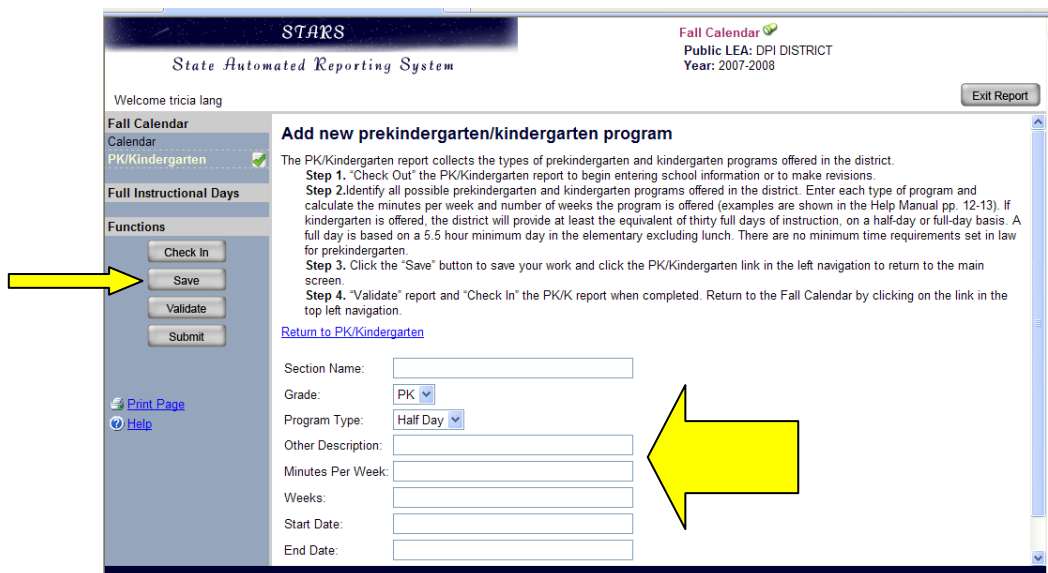 STARS
State Automated Reporting System
Fall Calendar
Public LEA: DPI DISTRICT
Year: 2007-2008
Welcome tricia lang
Exit Report
Fall Calendar
Calendar
PK/Kindergarten
Full Instructional Days
Functions
Check In
Save
Validate
Submit
Print Page
Help
Add new prekindergarten/kindergarten program
The PK/Kindergarten report collects the types of prekindergarten and kindergarten programs offered in the district.
Step 1. “Check Out” the PK/Kindergarten report to begin entering school information or to make revisions.
Step 2.Identify all possible prekindergarten and kindergarten programs offered in the district. Enter each type of program and
calculate the minutes per week and number of weeks the program is offered (examples are shown in the Help Manual pp. 12-13). If
kindergarten is offered, the district will provide at least the equivalent of thirty full days of instruction, on a half-day or full-day basis. A
full day is based on a 5.5 hour minimum day in the elementary excluding lunch. There are no minimum time requirements set in law
for prekindergarten.
Step 3. Click the “Save” button to save your work and click the PK/Kindergarten link in the left navigation to return to the main
screen.
Step 4. “Validate” report and “Check In” the PK/K report when completed. Return to the Fall Calendar by clicking on the link in the
top left navigation.
Return to PK/Kindergarten
Section Name:
Grade: PK
Program Type: Half Day
Other Description:
Minutes Per Week:
Weeks:
Start Date:
End Date: